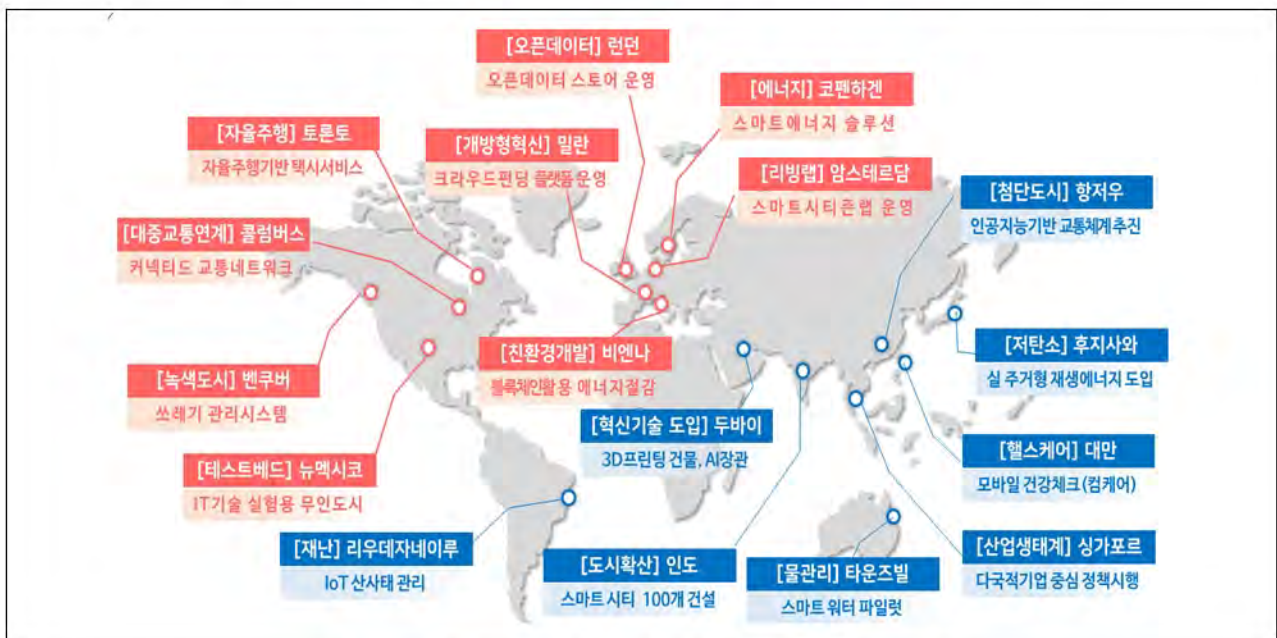 [오픈데이터] 런던
오픈데이터 스토어 운영
[에너지] 코펜하겐
스마트에너지 솔루션
[자율주행] 토론토
자율주행기반 택시서비스
[개방형혁신] 밀란
크라우드펀딩 플랫폼 운영
[리빙랩] 암스테르담
스마트시티즌랩 운영
[첨단도시] 항저우
인공지능기반 교통체계 추진
[대중교통연계] 콜럼버스
커넥티드 교통네트워크
[저탄소] 후지사와
실 주거형 재생에너지 도입
[친환경개발] 비엔나
블록체인활용 에너지절감
[녹색도시] 벤쿠버
쓰레기 관리시스템
[혁신기술 도입] 두바이
3D프린팅 건물, AI장관
[헬스케어] 대만
모바일 건강체크 (컴케어)
[테스트베드] 뉴멕시코
IT기술 실험용 무인도시
[재난] 리우데자네이루
IoT 산사태 관리
[도시확산] 인도
스마트 시티 100개 건설
[물관리] 타운즈빌
스마트 워터 파일럿
[산업생태계] 싱가포르
다국적기업 중심 정책시행